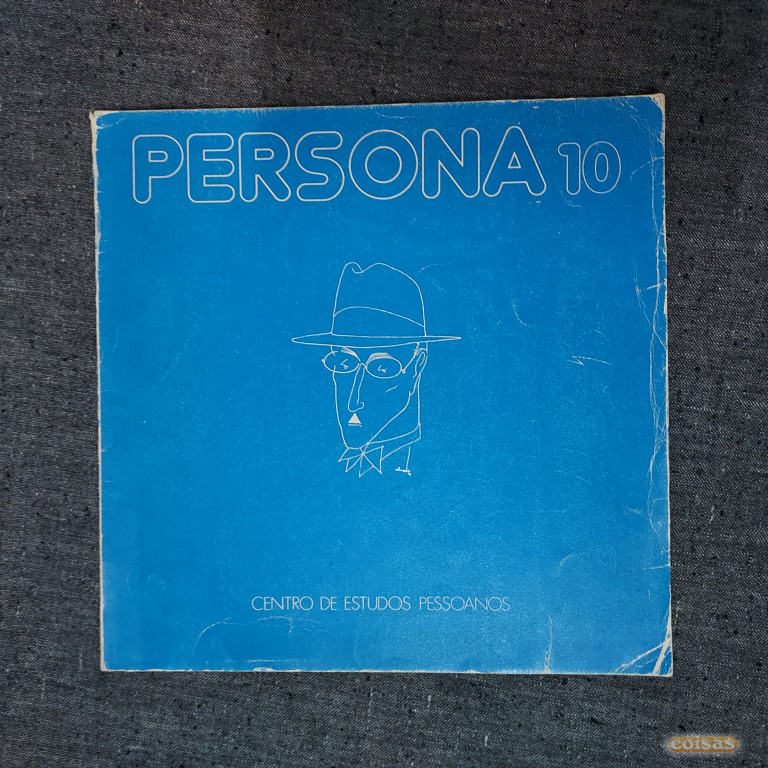 PERSONA 10
CENTRO DE ESTUDOS PESSOANOS
coisas